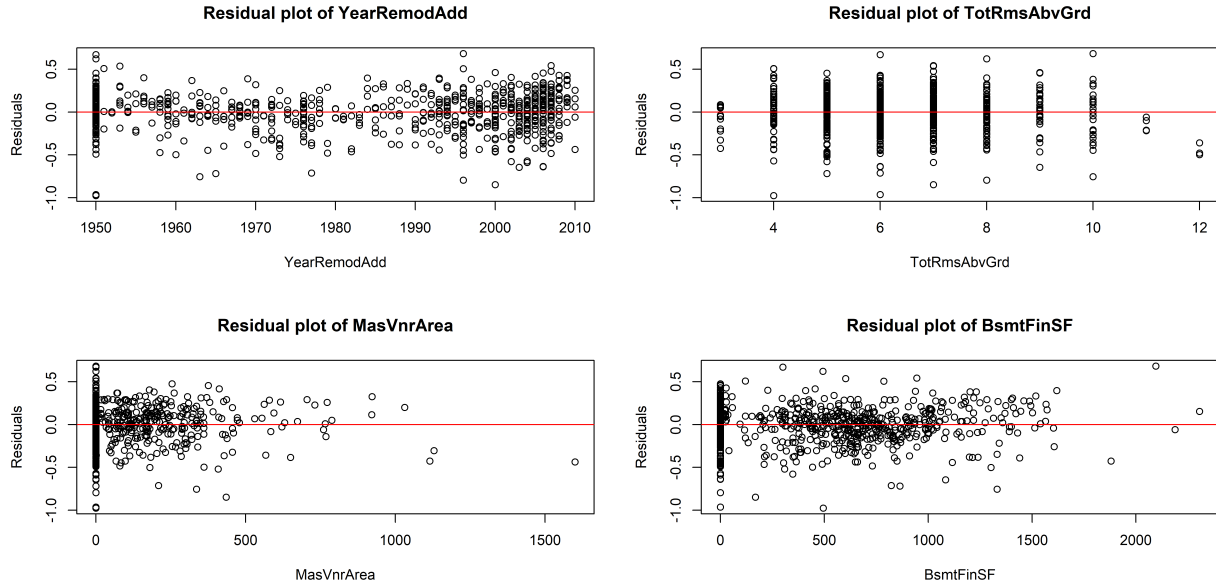 Residual plot of YearRemodAdd
Residuals
0.5
0.0
-0.5
-1.0
1950 1960 1970 1980 1990 2000 2010
YearRemodAdd
Residual plot of TotRmsAbvGrd
Residuals
0.5
0.0
-0.5
-1.0
4 6 8 10 12
TotRmsAbvGrd
Residual plot of MasVnrArea
Residuals
0.5
0.0
-0.5
-1.0
0 500 1000 1500
MasVnrArea
Residual plot of BsmtFinSF
Residuals
0.5
0.0
-0.5
-1.0
0 500 1000 1500 2000
BsmtFinSF